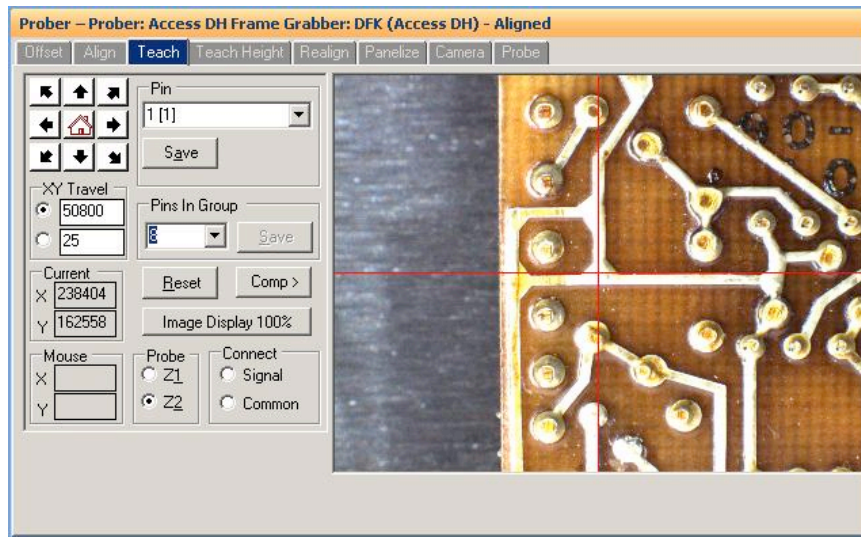 Prober – Prober: Access DH Frame Grabber: DFK (Access DH) - Aligned
Offset Align Teach Teach Height Realign Panelize Camera Probe
Pin
1 [1]
Save
XY Travel
50800
25
Pins In Group
8
Save
Current
X 238404
Y 162558
Reset
Comp >
Image Display 100%
Mouse
X
Y
Probe
Z1
Z2
Connect
Signal
Common